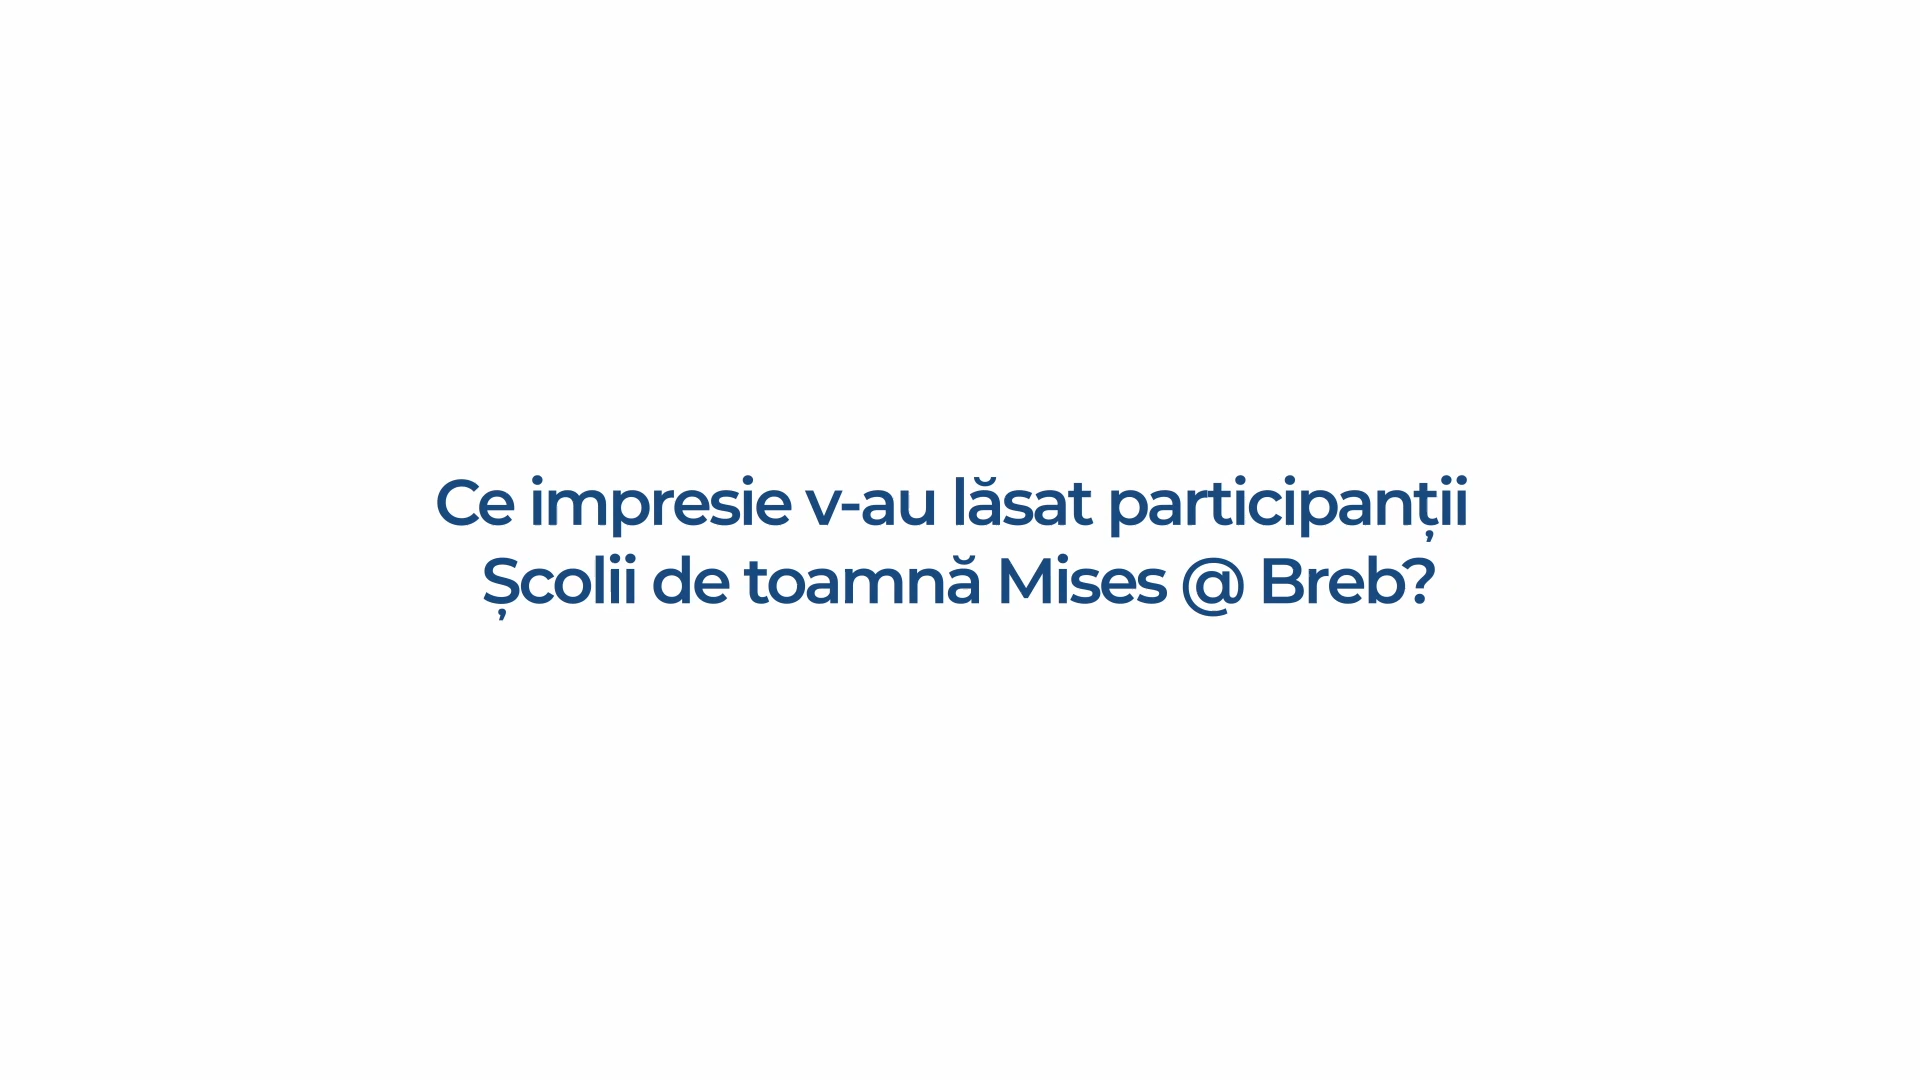 Ce impresie v-au lăsat participanții
Școlii de toamnă Mises @ Breb?